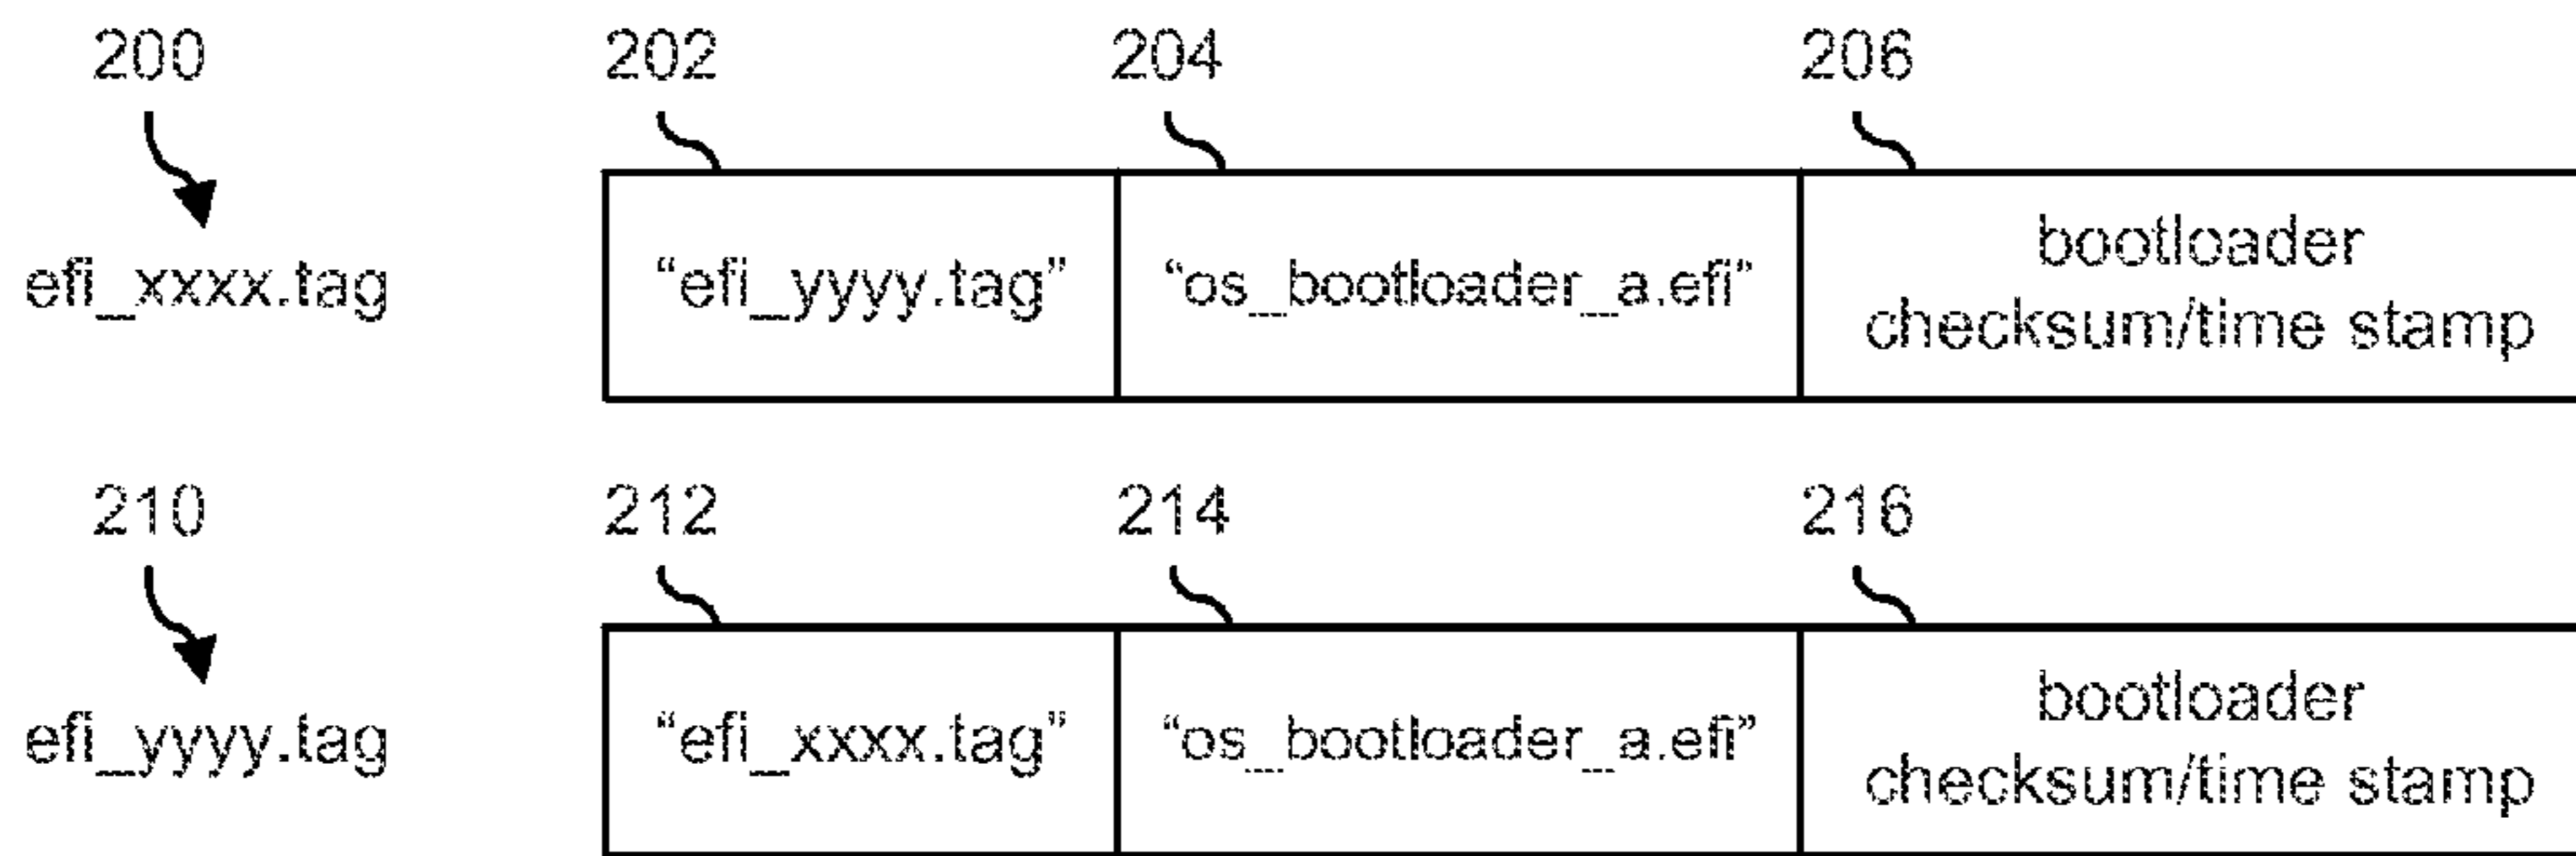 200 202 204 206
efi_xxxx.tag “efi_yyyy.tag” “os_bootloader_a.efi” bootloader
checksum/time stamp
210 212 214 216
efi_yyyy.tag “efi_xxxx.tag” “os_bootloader_a.efi” bootloader
checksum/time stamp